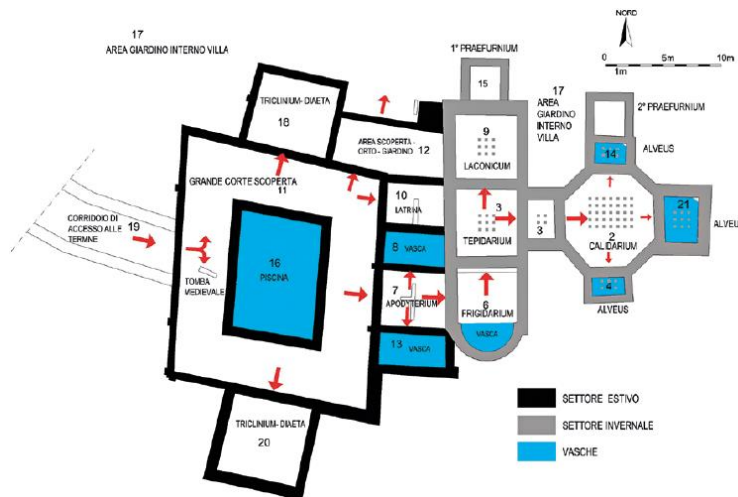 17
AREA GIARDINO INTERNO VILLA
NORD
0 5m 10m
1m
1° PRAEFURNIUM
15
17
AREA
GIARDINO
INTERNO
VILLA
2° PRAEFURNIUM
TRICLINIUM-DIAETA
18
AREA SCOPERTA -
ORTO - GIARDINO
12
9
LACONICUM
14
ALVEUS
GRANDE CORTE SCOPERTA
11
10
LATRINA
3
TEPIDARIUM
3
2
CALIDARIUM
21
ALVEU
CORRIDOIO DI
19
ACCESSO ALLE
TERMNE
TOMBA
MEDIEVALE
16
PISCINA
8 VASCA
7
APODYTERIUM
6
FRIGIDARIUM
VASCA
4
ALVEUS
13 VASCA
TRICLINIUM-DIAETA
20
SETTORE ESTIVO
SETTORE INVERNALE
VASCHE